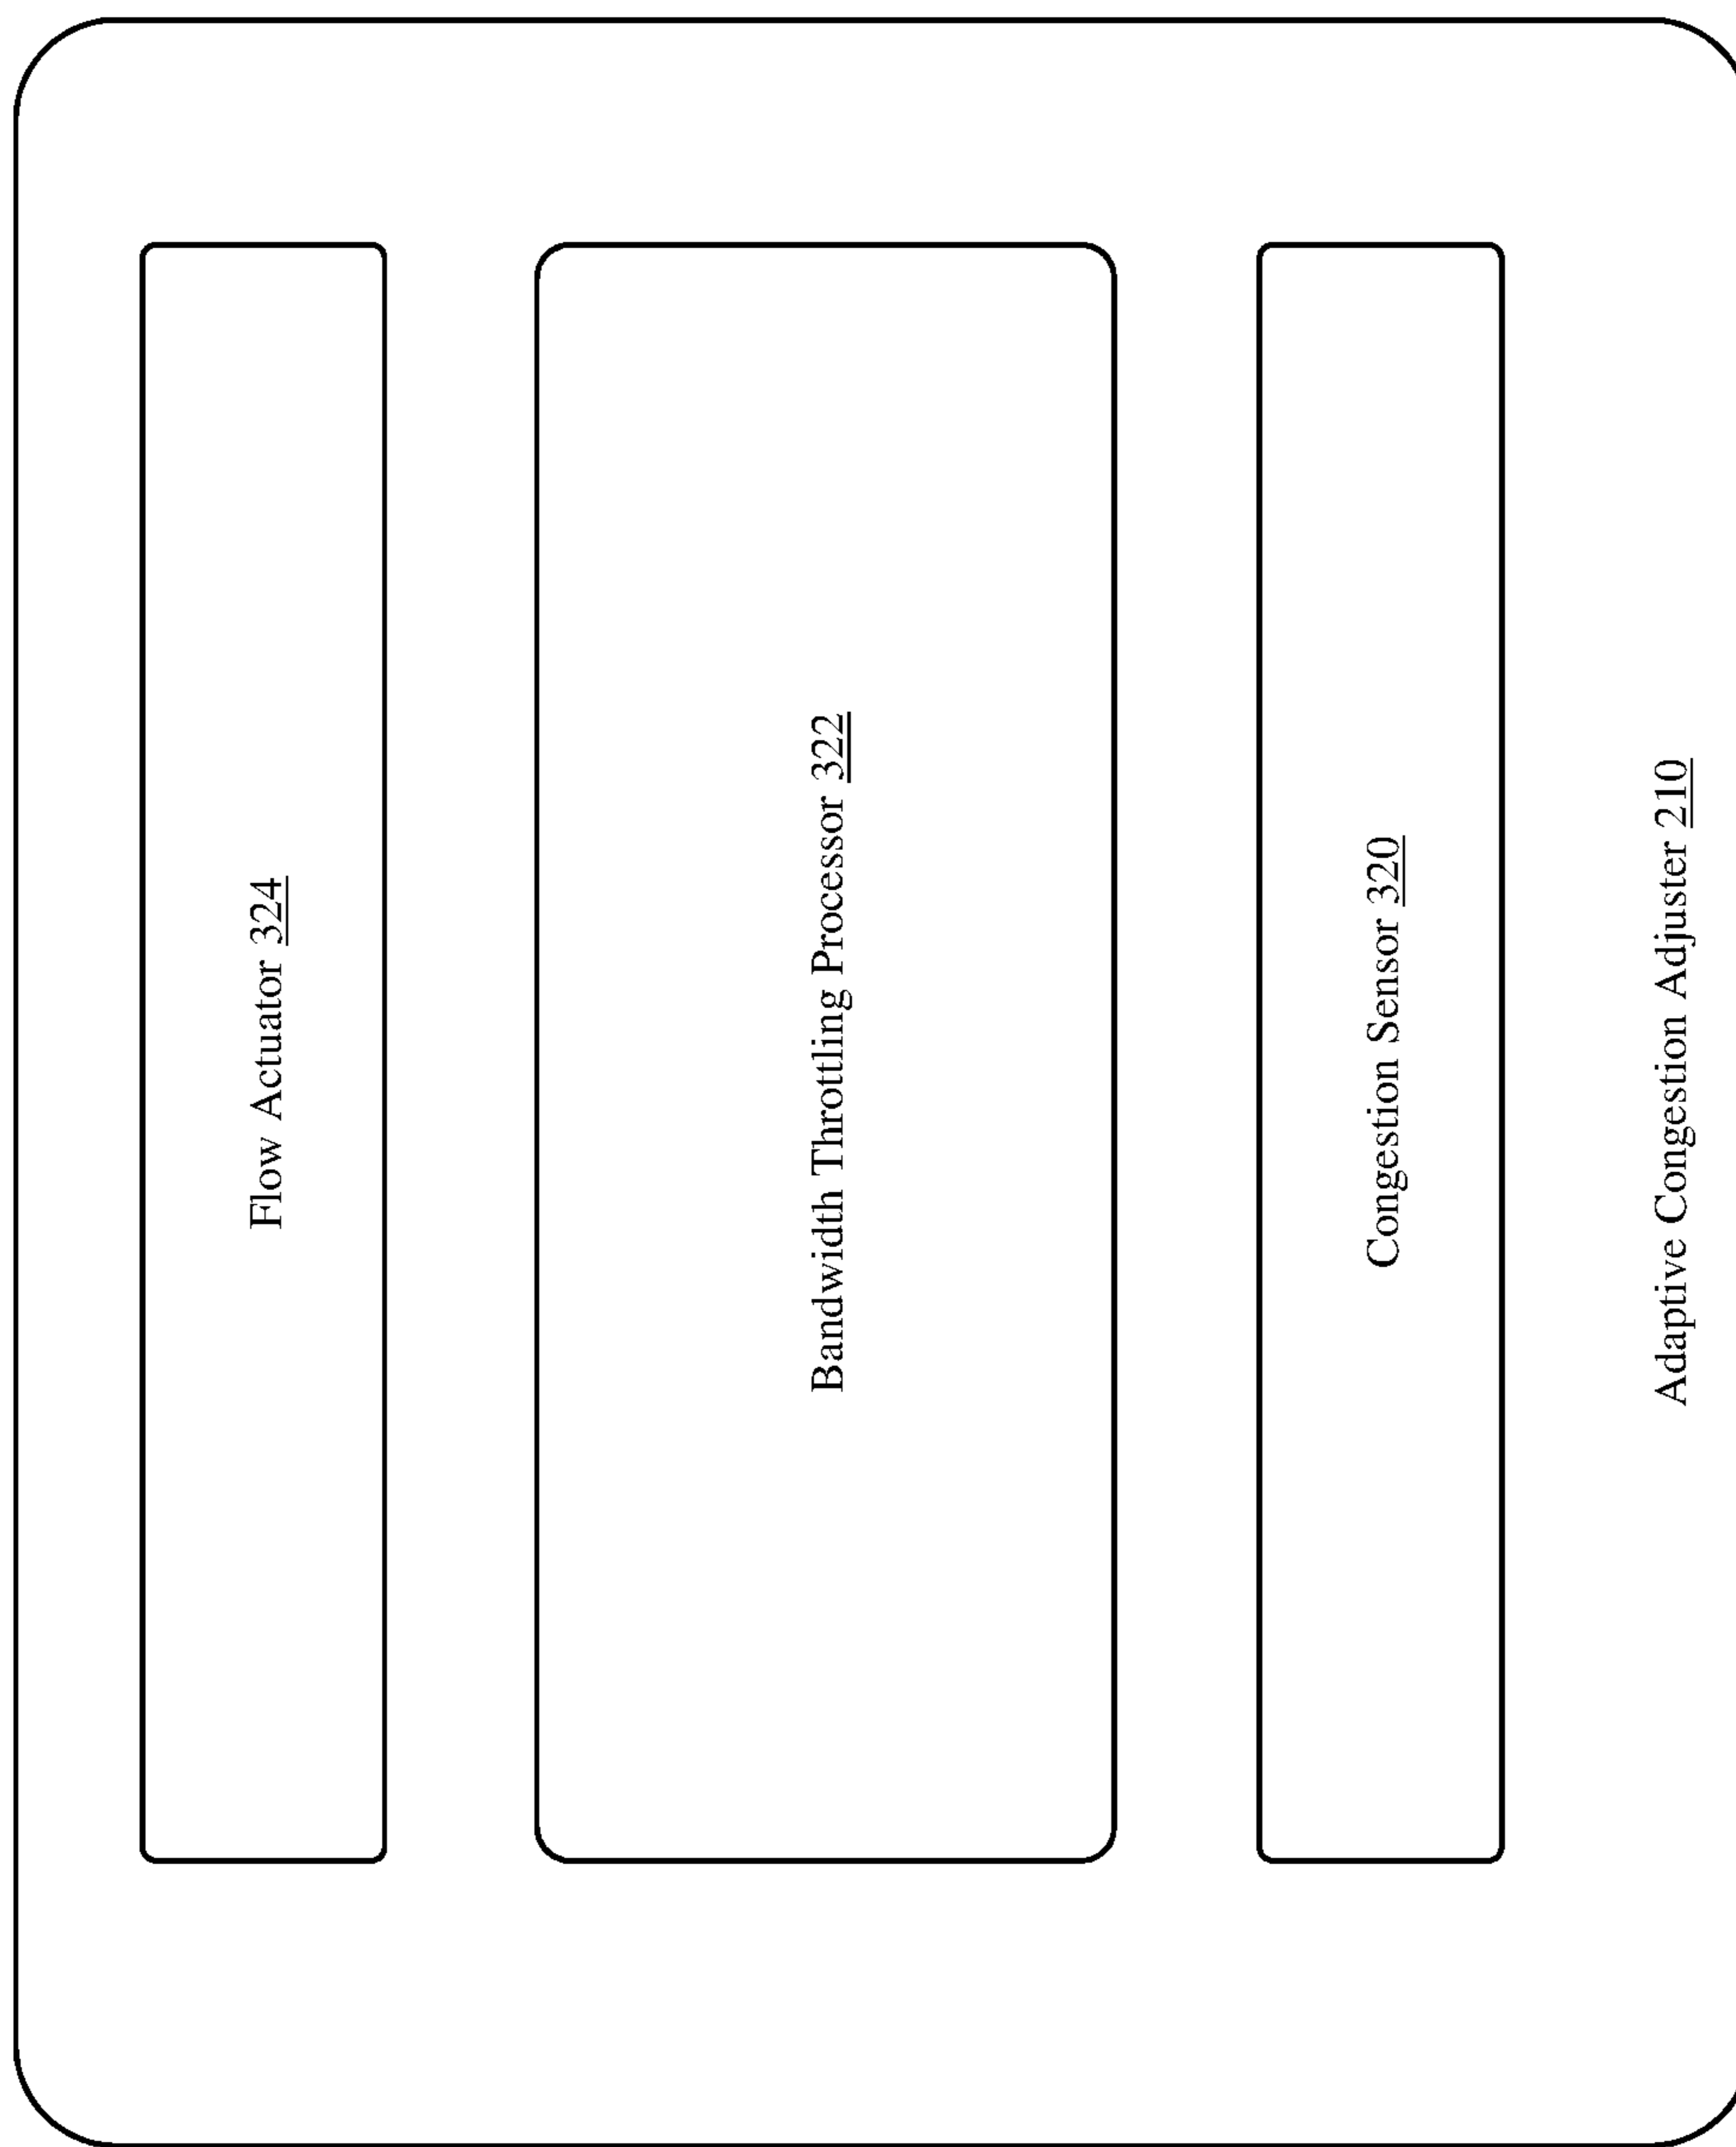 Flow Actuator 324
Bandwidth Throttling Processor 322
Congestion Sensor 320
Adaptive Congestion Adjuster 210